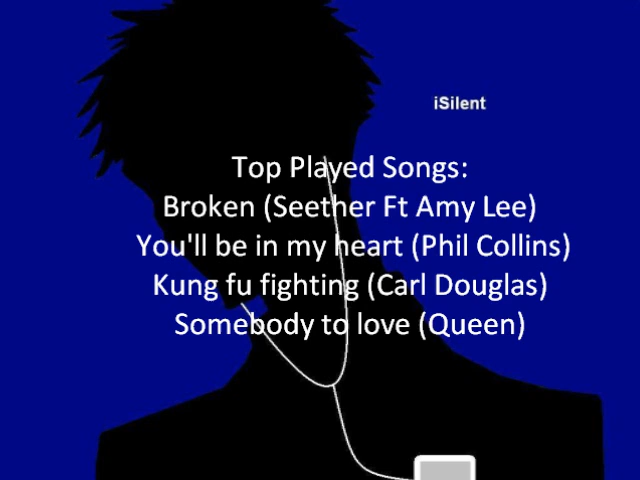 iSilent
Top Played Songs:
Broken (Seether Ft Amy Lee)
You'll be in my heart (Phil Collins)
Kung fu fighting (Carl Douglas)
Somebody to love (Queen)